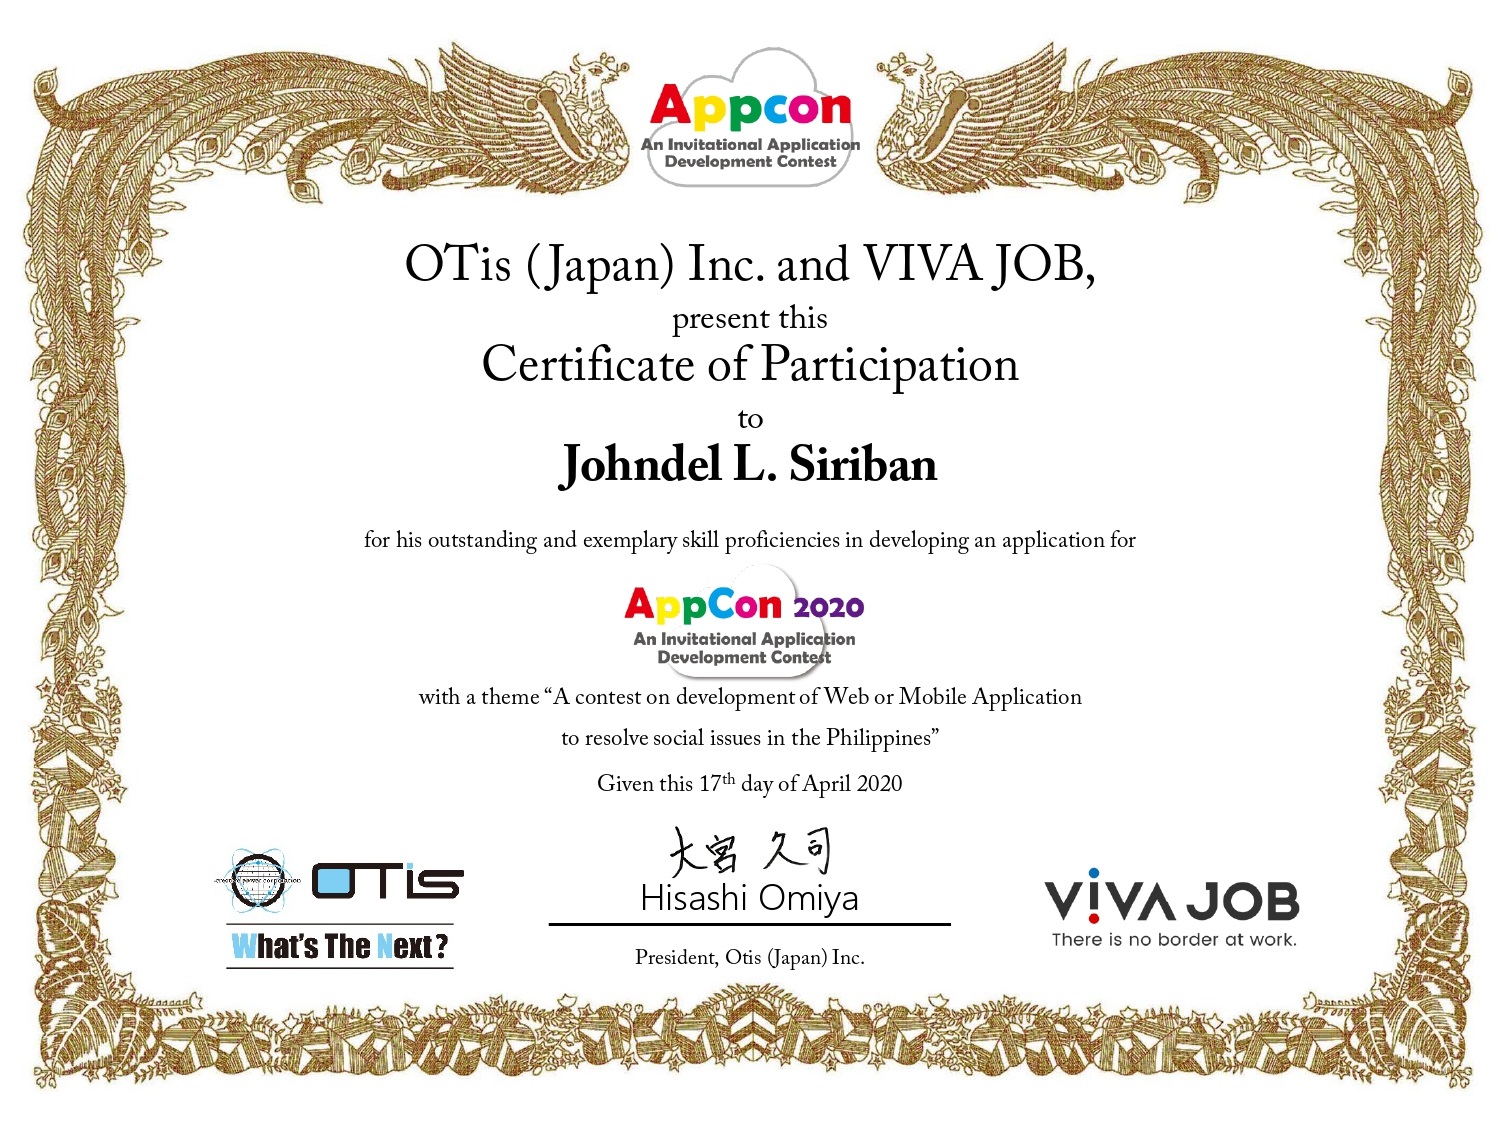 Appcon
An Invitational Application
Development Contest
OTis (Japan) Inc. and VIVA JOB,
present this
Certificate of Participation
to
Johndel L. Siriban
for his outstanding and exemplary skill proficiencies in developing an application for
AppCon 2020
An Invitational Application
Development Contest
with a theme “A contest on development of Web or Mobile Application
to resolve social issues in the Philippines”
Given this 17th day of April 2020
大宮 久司
Hisashi Omiya
President, Otis (Japan) Inc.
creative power corporation
OTis
What's The Next?
ViVA JOB
There is no border at work.